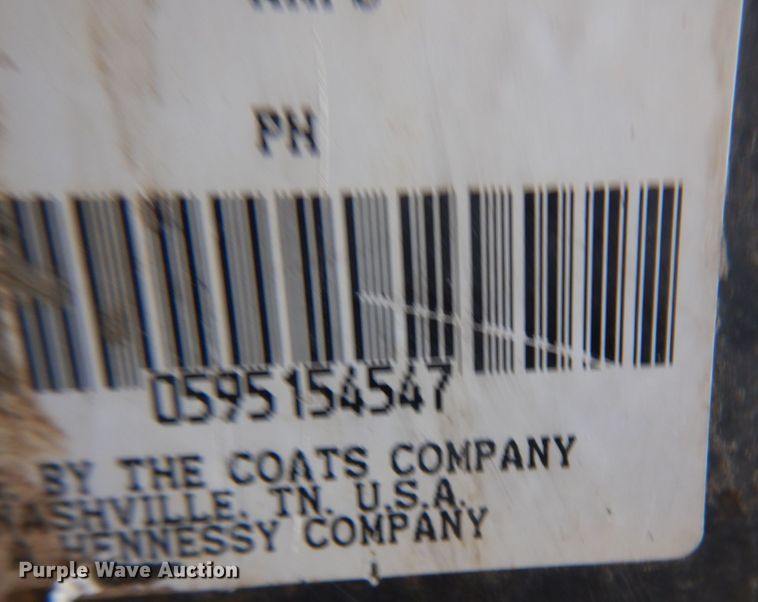 PH
0595154547
BY THE COATS COMPANY
NASHVILLE, TN. U.S.A.
HENNESSY COMPANY
Purple Wave Auction